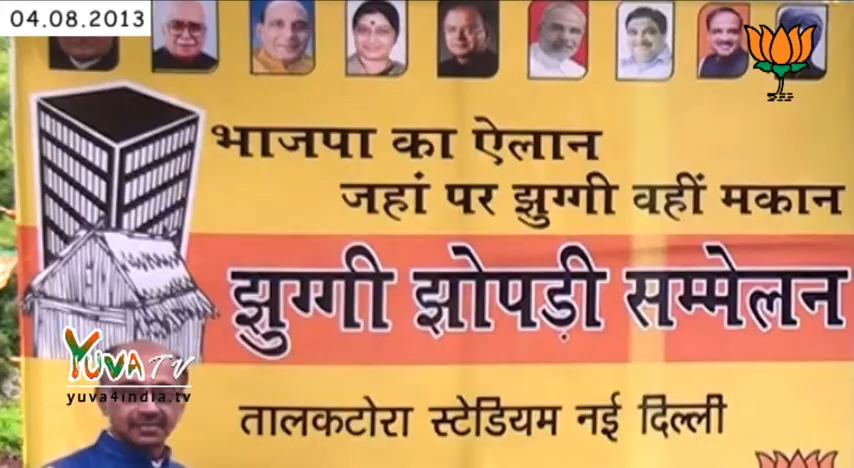 04.08.2013
भाजपा का ऐलान
जहां पर झुग्गी वहीं मकान
झुग्गी झोपड़ी सम्मेलन
YUVA TV
yuva4india.tv
तालकटोरा स्टेडियम नई दिल्ली